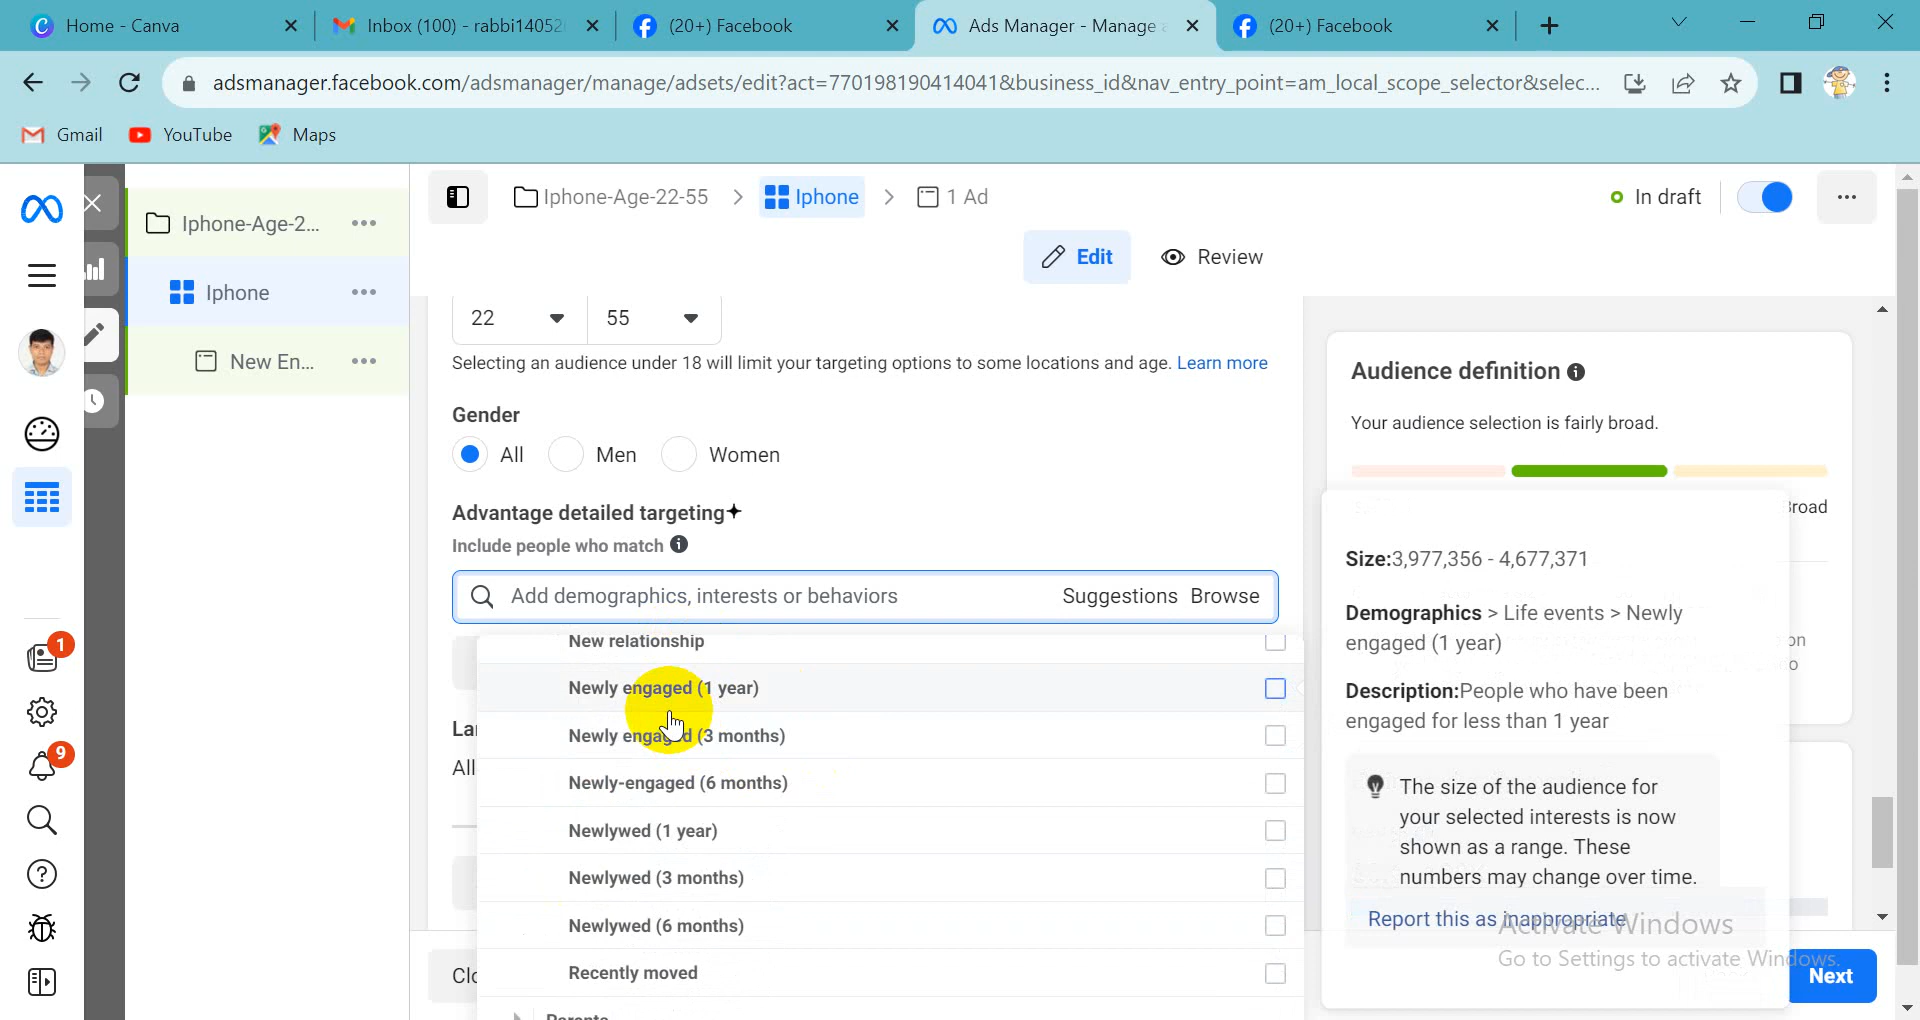 Home - Canva
Inbox (100) - rabbi14052
(20+) Facebook
Ads Manager - Manage a
(20+) Facebook
adsmanager.facebook.com/adsmanager/manage/adsets/edit?act=770198190414041&business_id&nav_entry_point=am_local_scope_selector&selec...
Gmail
YouTube
Maps
Iphone-Age-2...
Iphone
New En...
1
9
Iphone-Age-22-55
Iphone
1 Ad
In draft
Edit
Review
22
55
Selecting an audience under 18 will limit your targeting options to some locations and age. Learn more
Gender
All
Men
Women
Advantage detailed targeting
Include people who match
Add demographics, interests or behaviors
Suggestions
Browse
New relationship
Newly engaged (1 year)
Newly engaged (3 months)
Newly-engaged (6 months)
Newlywed (1 year)
Newlywed (3 months)
Newlywed (6 months)
Recently moved
Parents
La
All
Clo
Audience definition
Your audience selection is fairly broad.
Broad
Size:3,977,356 - 4,677,371
Demographics > Life events > Newly
engaged (1 year)
Description:People who have been
engaged for less than 1 year
The size of the audience for
your selected interests is now
shown as a range. These
numbers may change over time.
Report this as inappropriate
Activate Windows
Go to Settings to activate Windows.
Next